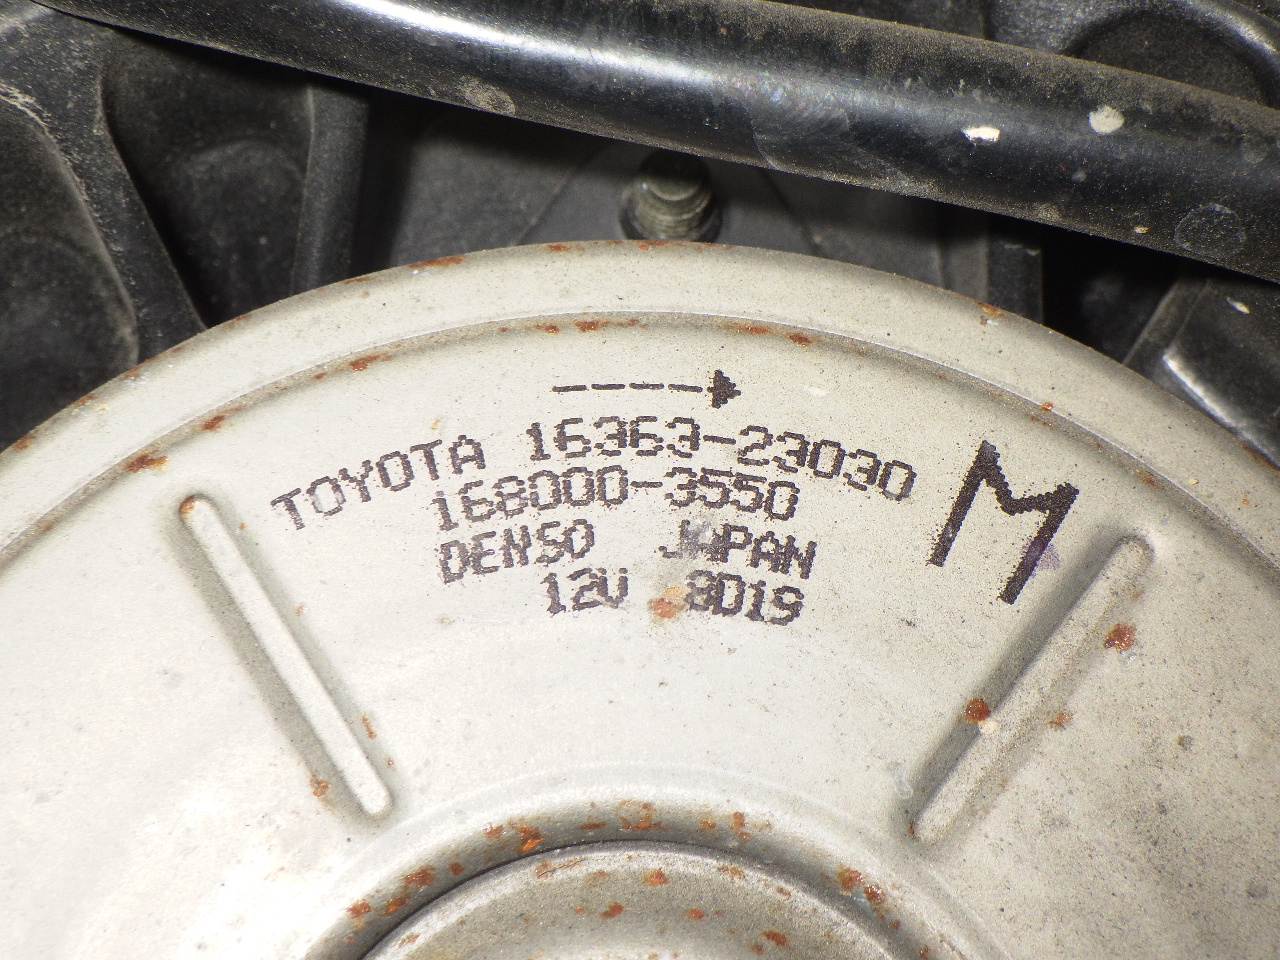 TOYOTA 16363-23030
168000-3550
DENSO JAPAN
12V 8D19
M